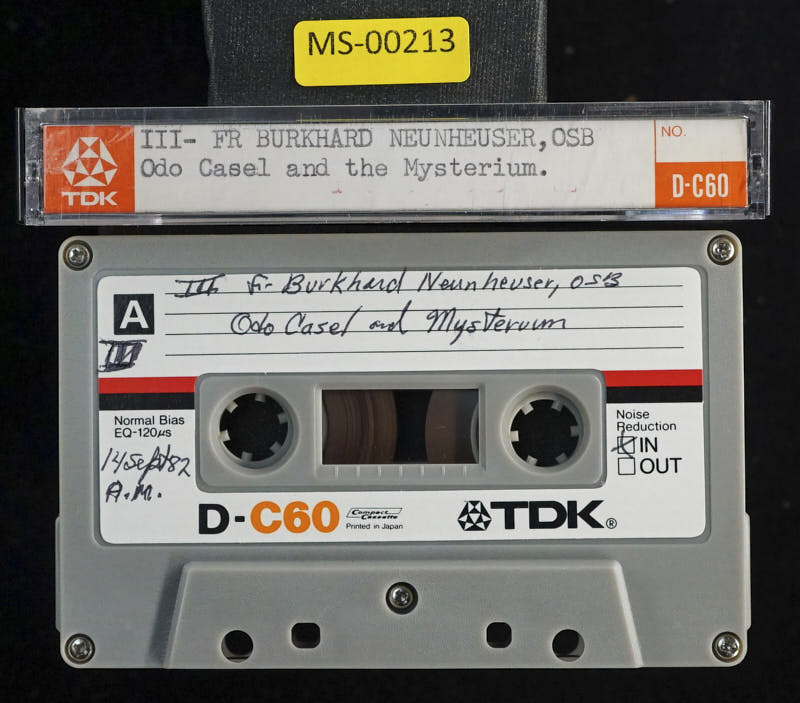 MS-00213
III- FR BURKHARD NEUNHEUSER, OSB
Odo Casel and the Mysterium.
NO.
TDK
D-C60
III Fr Burkhard Neunheuser, OSB
A
Odo Casel and Mysterium
III
Normal Bias
EQ-120µs
Noise
Reduction
IN
OUT
14 Sept 82
A.M.
D-C60
Compact
Cassette
Printed in Japan
TDK®